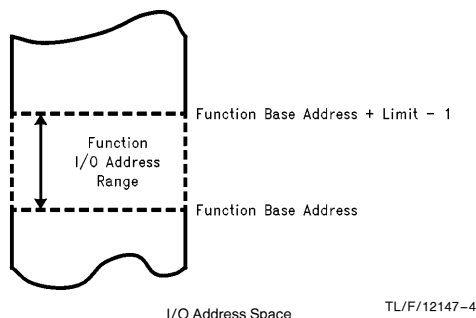 Function Base Address + Limit - 1
Function
I/O Address
Range
Function Base Address
I/O Address Space
TL/F/12147–4